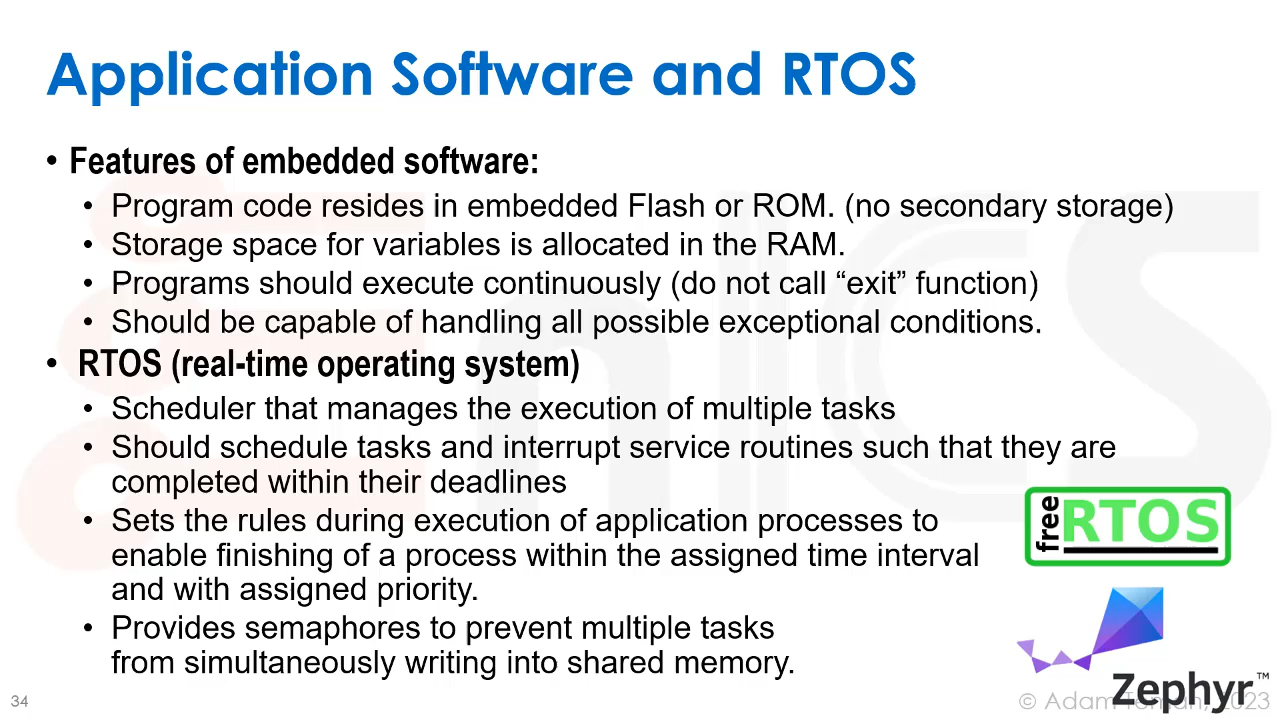 Application Software and RTOS
• Features of embedded software:
• Program code resides in embedded Flash or ROM. (no secondary storage)
• Storage space for variables is allocated in the RAM.
• Programs should execute continuously (do not call “exit” function)
• Should be capable of handling all possible exceptional conditions.
• RTOS (real-time operating system)
• Scheduler that manages the execution of multiple tasks
• Should schedule tasks and interrupt service routines such that they are
completed within their deadlines
• Sets the rules during execution of application processes to
enable finishing of a process within the assigned time interval
and with assigned priority.
• Provides semaphores to prevent multiple tasks
from simultaneously writing into shared memory.
free RTOS
Zephyr™
34
© Adam 2023